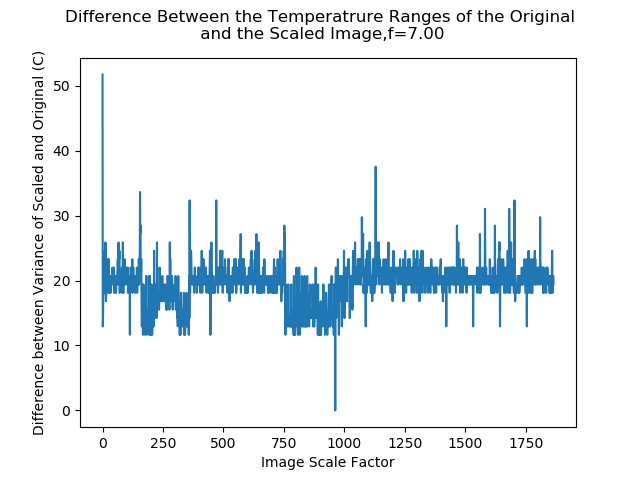 Difference Between the Temperatrure Ranges of the Original
and the Scaled Image,f=7.00
Difference between Variance of Scaled and Original (C)
50
40
30
20
10
0
0 250 500 750 1000 1250 1500 1750
Image Scale Factor